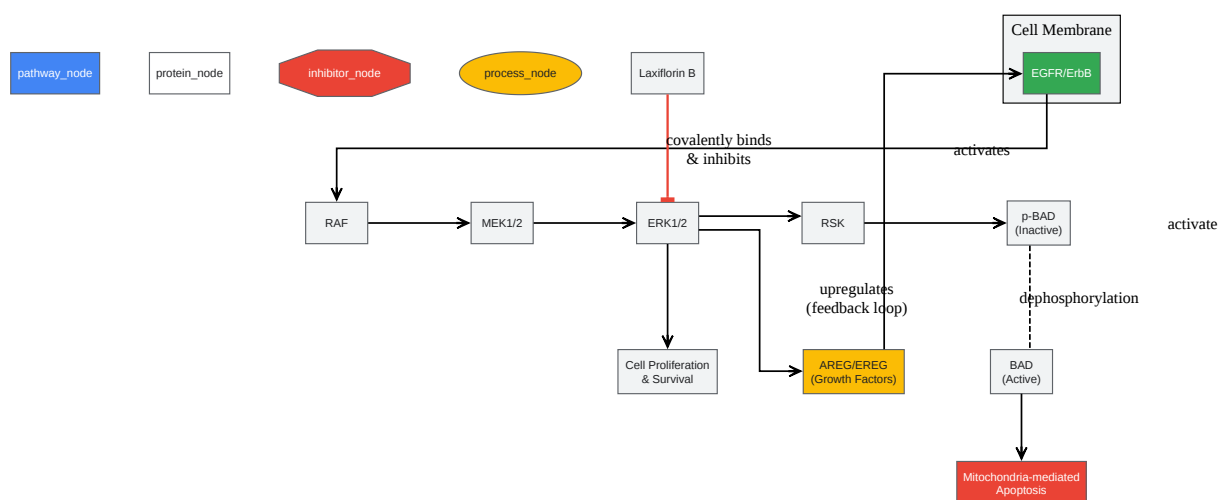 Cell Membrane
pathway_node
protein_node
inhibitor_node
process_node
Laxiflorin B
EGFR/ErbB
covalently binds
& inhibits
activates
RAF
MEK1/2
ERK1/2
RSK
p-BAD
(Inactive)
activate
upregulates
(feedback loop)
dephosphorylation
Cell Proliferation
& Survival
AREG/EREG
(Growth Factors)
BAD
(Active)
Mitochondria-mediated
Apoptosis